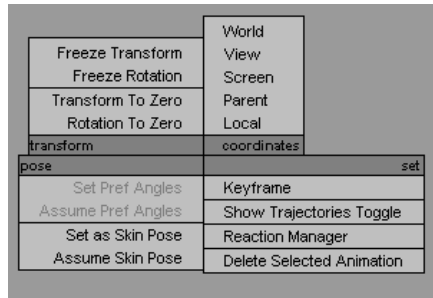 World
View
Screen
Parent
Local
Freeze Transform
Freeze Rotation
Transform To Zero
Rotation To Zero
transform
coordinates
pose
set
Set Pref Angles
Assume Pref Angles
Set as Skin Pose
Assume Skin Pose
Keyframe
Show Trajectories Toggle
Reaction Manager
Delete Selected Animation